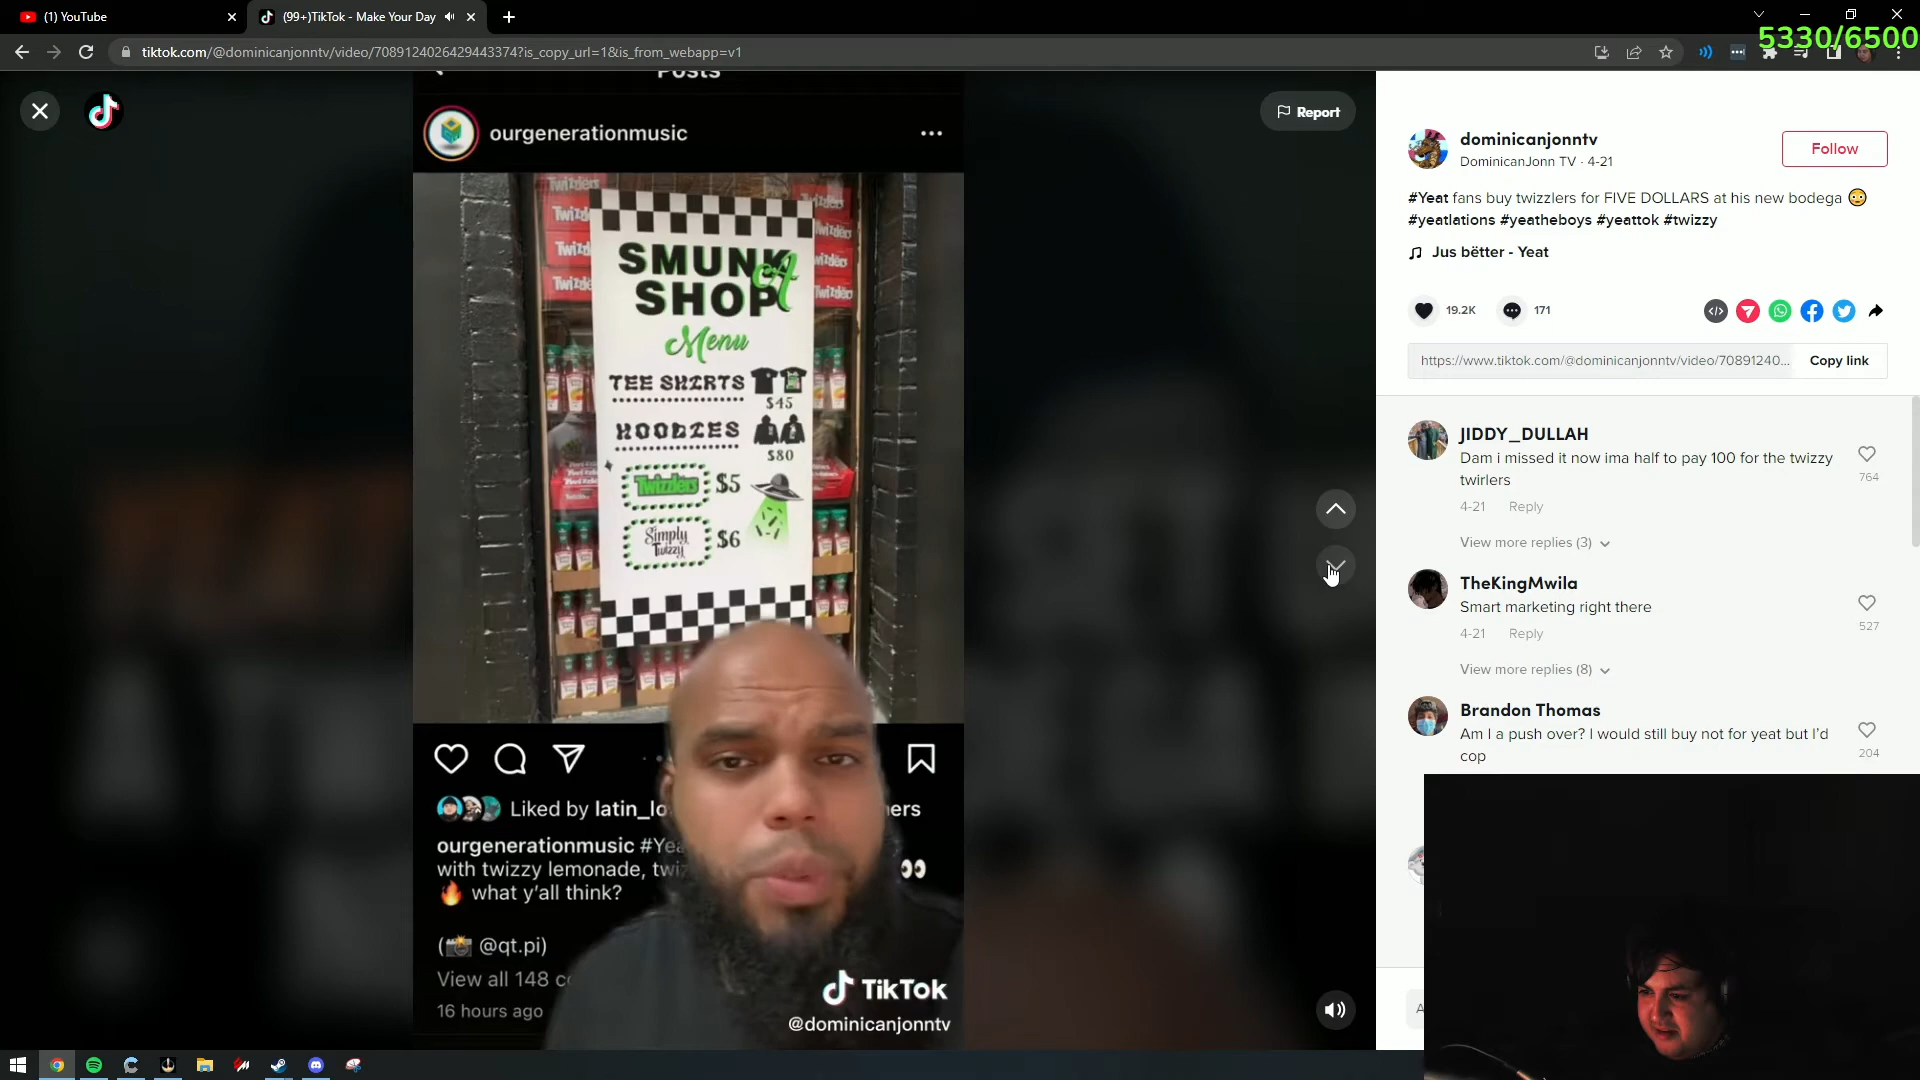 (1) YouTube
(99+)TikTok - Make Your Day
tiktok.com/@dominicanjonntv/video/7089124026429443374?is_copy_url=1&is_from_webapp=v1
5330/6500
Posts
ourgenerationmusic
Report
Twizzlers
SMUNK
A
SHOP
Menu
TEE SHIRTS
$45
HOODIES
$80
Twizzlers $5
Simply Twizzy $6
Liked by latin_lo
ers
ourgenerationmusic #Yea
with twizzy lemonade, twiz
🔥 what y'all think?
(📸 @qt.pi)
View all 148 co
16 hours ago
TikTok
@dominicanjonntv
dominicanjonntv
DominicanJonn TV · 4-21
Follow
#Yeat fans buy twizzlers for FIVE DOLLARS at his new bodega 😳
#yeatlations #yeatheboys #yeattok #twizzy
Jus bëtter - Yeat
19.2K
171
https://www.tiktok.com/@dominicanjonntv/video/70891240...
Copy link
JIDDY_DULLAH
Dam i missed it now ima half to pay 100 for the twizzy
twirlers
764
4-21 Reply
View more replies (3)
TheKingMwila
Smart marketing right there
527
4-21 Reply
View more replies (8)
Brandon Thomas
Am I a push over? I would still buy not for yeat but I'd
cop
204